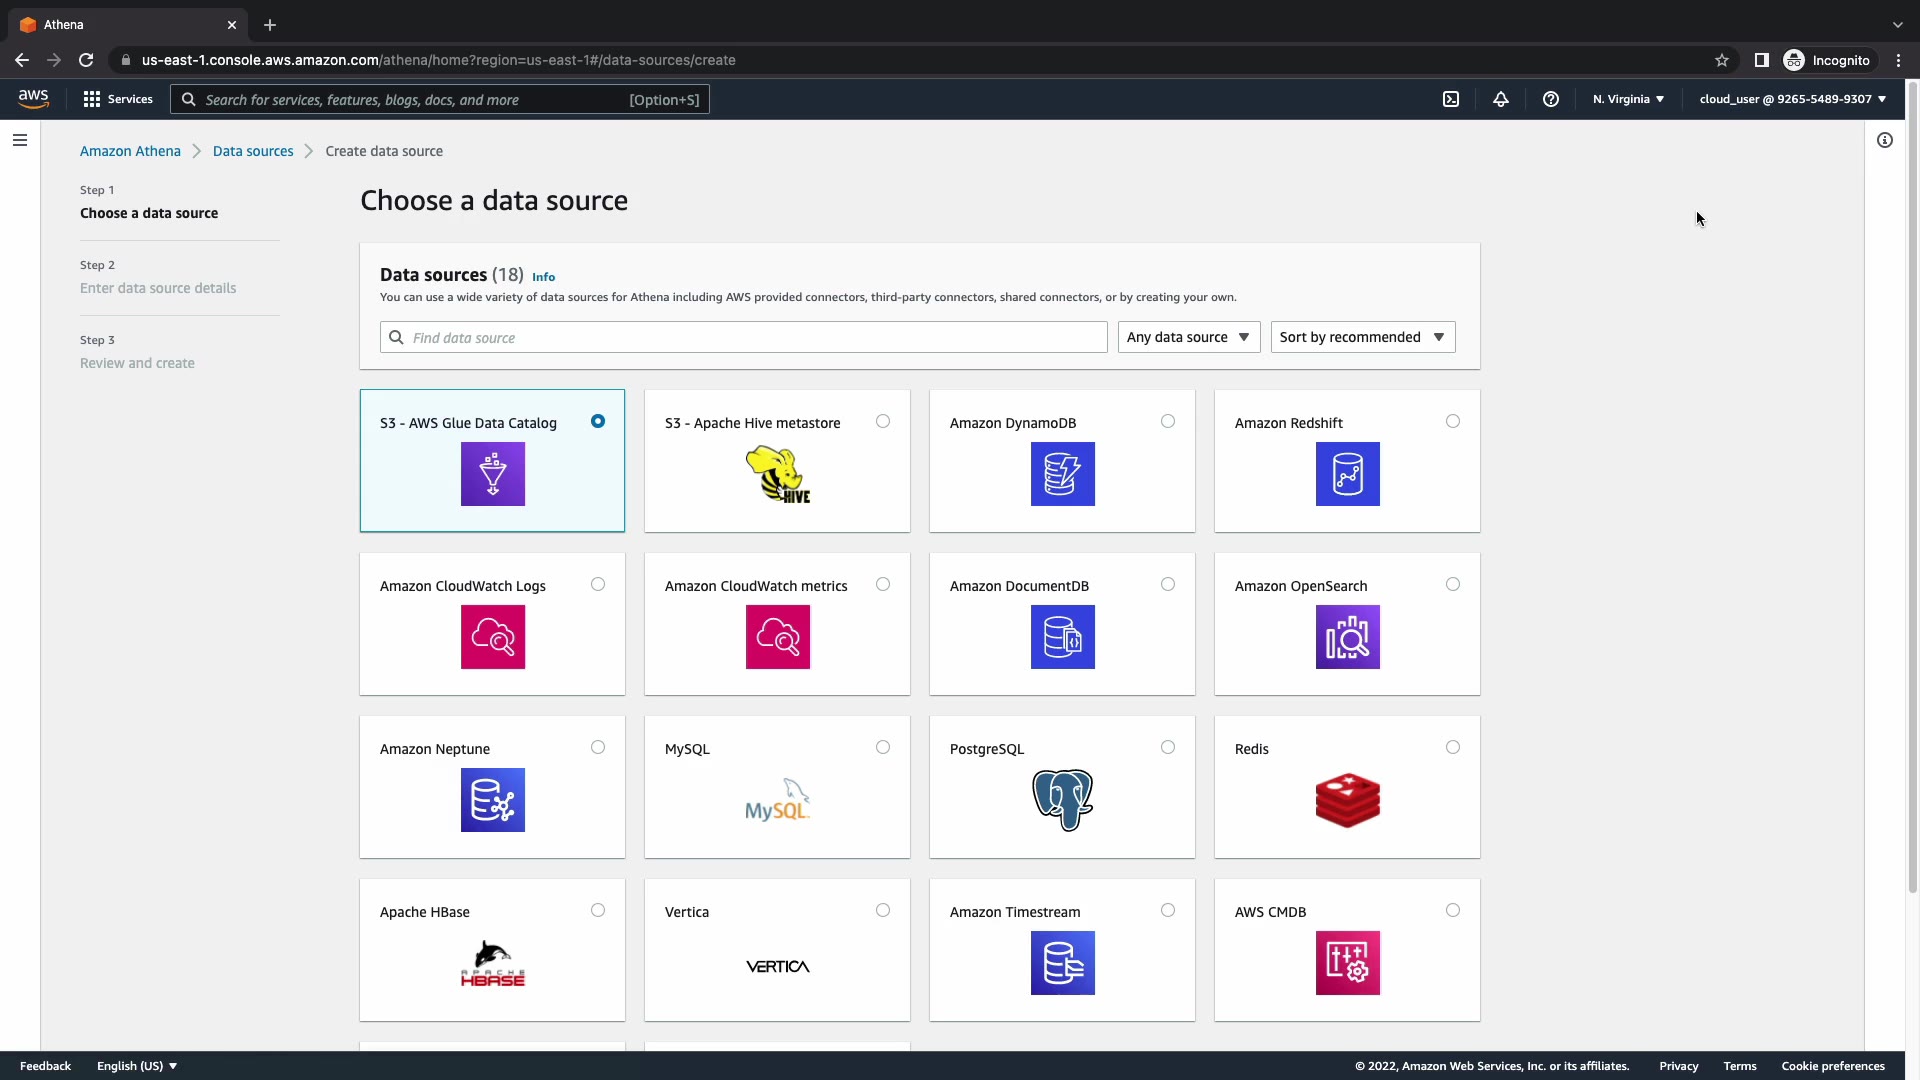 Athena
us-east-1.console.aws.amazon.com/athena/home?region=us-east-1#/data-sources/create
Incognito
aws
Services
Search for services, features, blogs, docs, and more
[Option+S]
N. Virginia
cloud_user @ 9265-5489-9307
Amazon Athena
Data sources
Create data source
Step 1
Choose a data source
Step 2
Enter data source details
Step 3
Review and create
Choose a data source
Data sources (18) Info
You can use a wide variety of data sources for Athena including AWS provided connectors, third-party connectors, shared connectors, or by creating your own.
Find data source
Any data source
Sort by recommended
S3 - AWS Glue Data Catalog
S3 - Apache Hive metastore
HIVE
Amazon DynamoDB
Amazon Redshift
Amazon CloudWatch Logs
Amazon CloudWatch metrics
Amazon DocumentDB
Amazon OpenSearch
Amazon Neptune
MySQL
MySQL
PostgreSQL
Redis
Apache HBase
APACHE
HBASE
Vertica
VERTICA
Amazon Timestream
AWS CMDB
Feedback
English (US)
© 2022, Amazon Web Services, Inc. or its affiliates.
Privacy
Terms
Cookie preferences